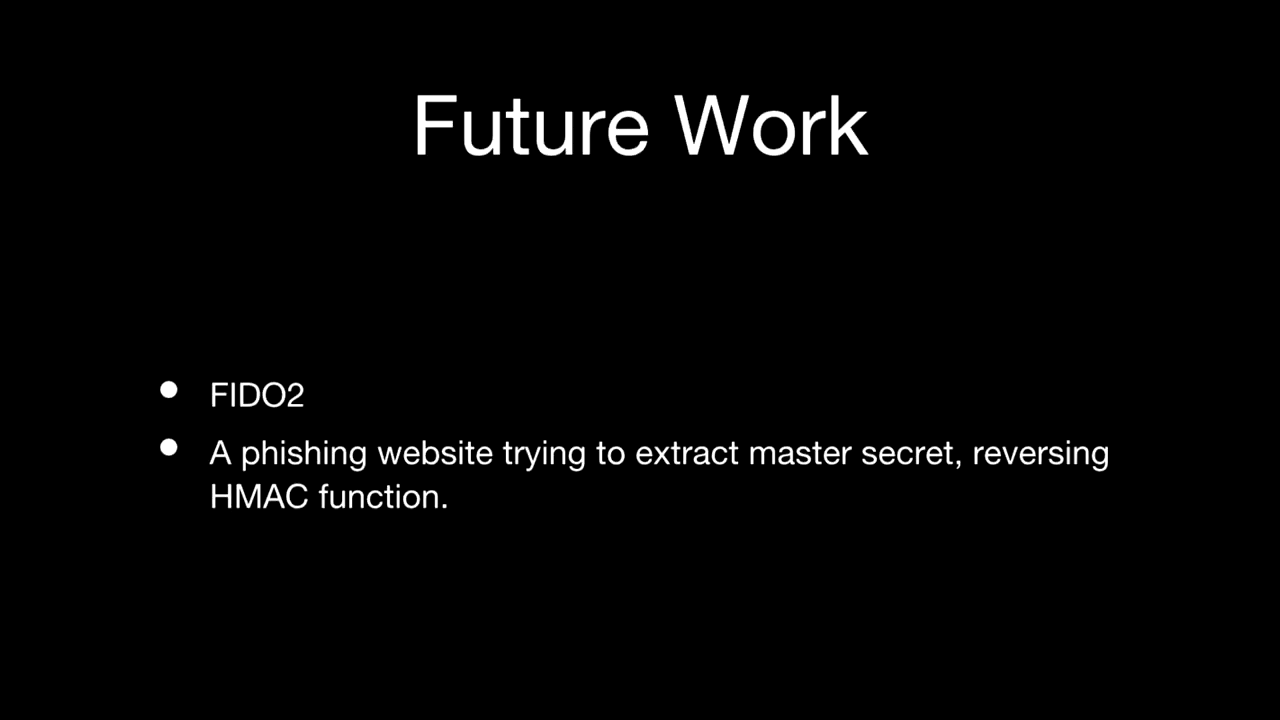 Future Work
• FIDO2
• A phishing website trying to extract master secret, reversing
HMAC function.